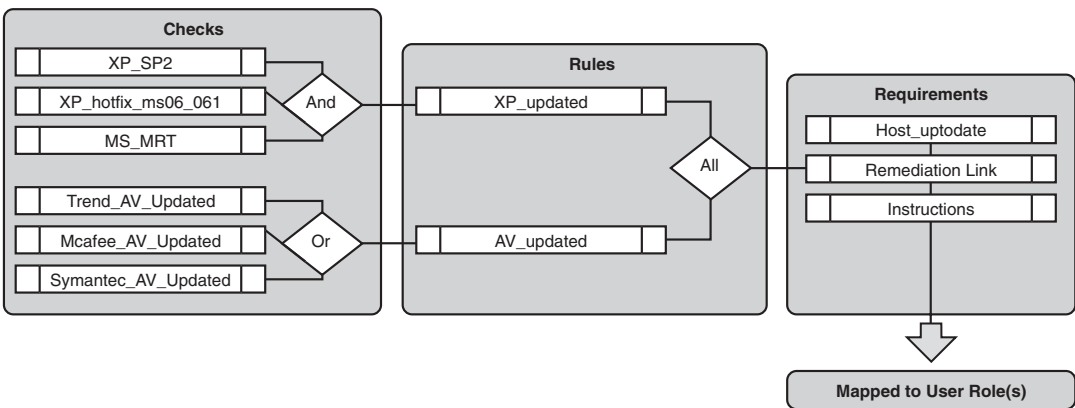 Checks
XP_SP2
XP_hotfix_ms06_061
MS_MRT
And
Trend_AV_Updated
Mcafee_AV_Updated
Symantec_AV_Updated
Or
Rules
XP_updated
All
AV_updated
Requirements
Host_uptodate
Remediation Link
Instructions
Mapped to User Role(s)